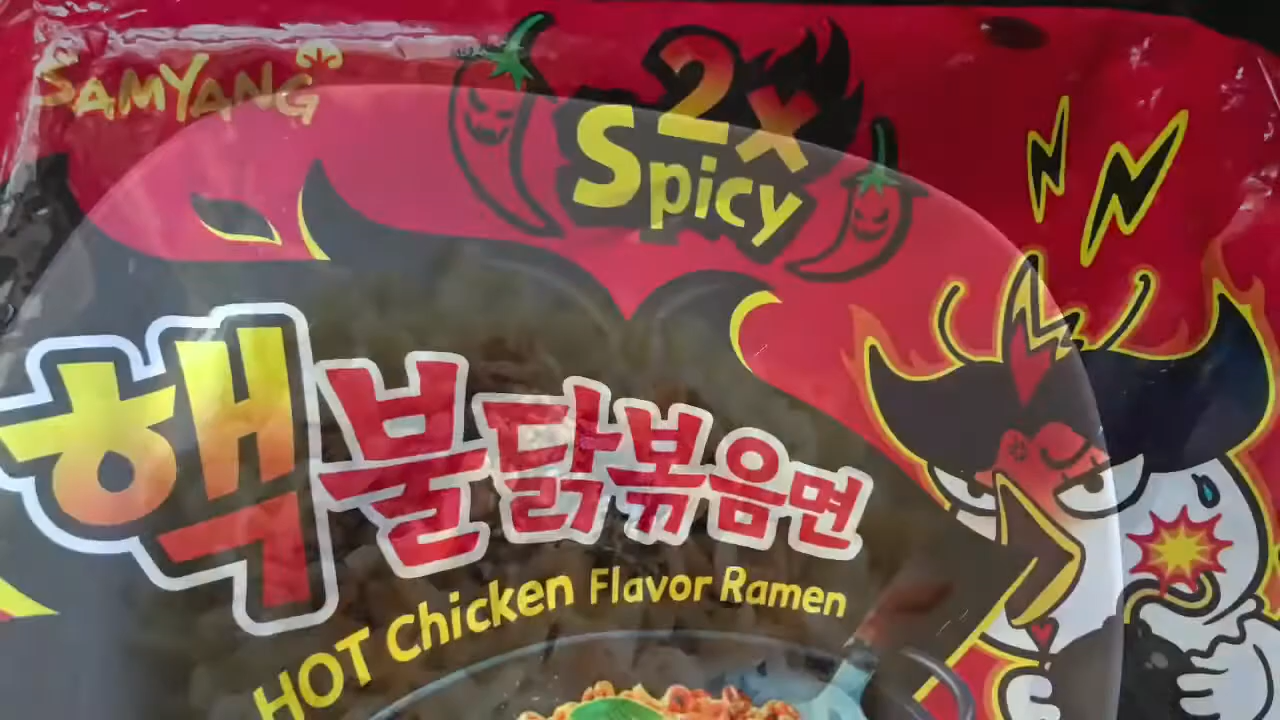 SAMYANG
2x
Spicy
핵불닭볶음면
HOT Chicken Flavor Ramen